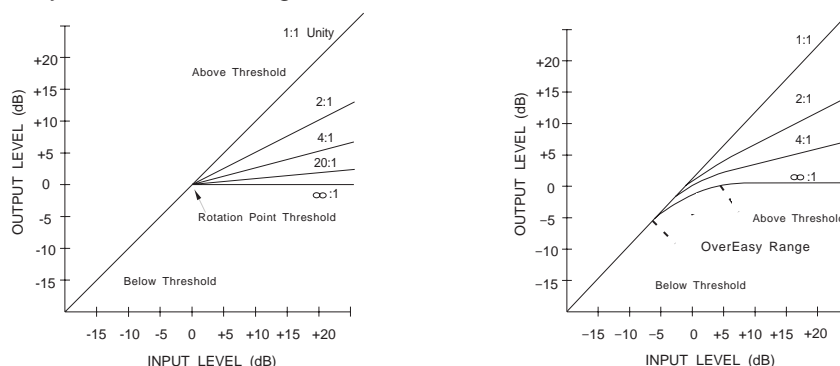 1:1 Unity
+20
Above Threshold
+15
2:1
+10
4:1
+5
20:1
0
∞:1
-5
Rotation Point Threshold
-10
-15
Below Threshold
OUTPUT LEVEL (dB)
-15 -10 -5 0 +5 +10 +15 +20
INPUT LEVEL (dB)
1:1
+20
+15
2:1
+10
4:1
+5
∞:1
0
−5
Above Threshold
OverEasy Range
−10
−15
Below Threshold
OUTPUT LEVEL (dB)
−15 −10 −5 0 +5 +10 +15 +20
INPUT LEVEL (dB)